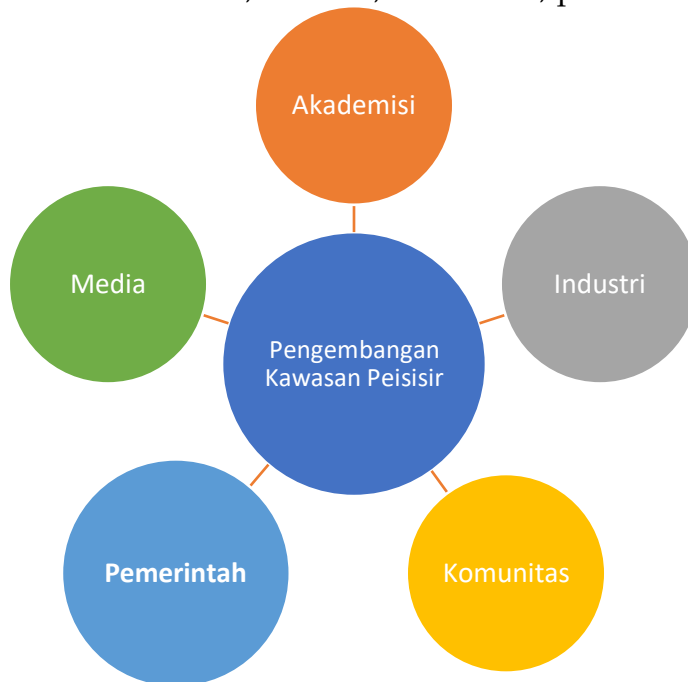 Akademisi
Media
Industri
Pengembangan
Kawasan Peisisir
Pemerintah
Komunitas